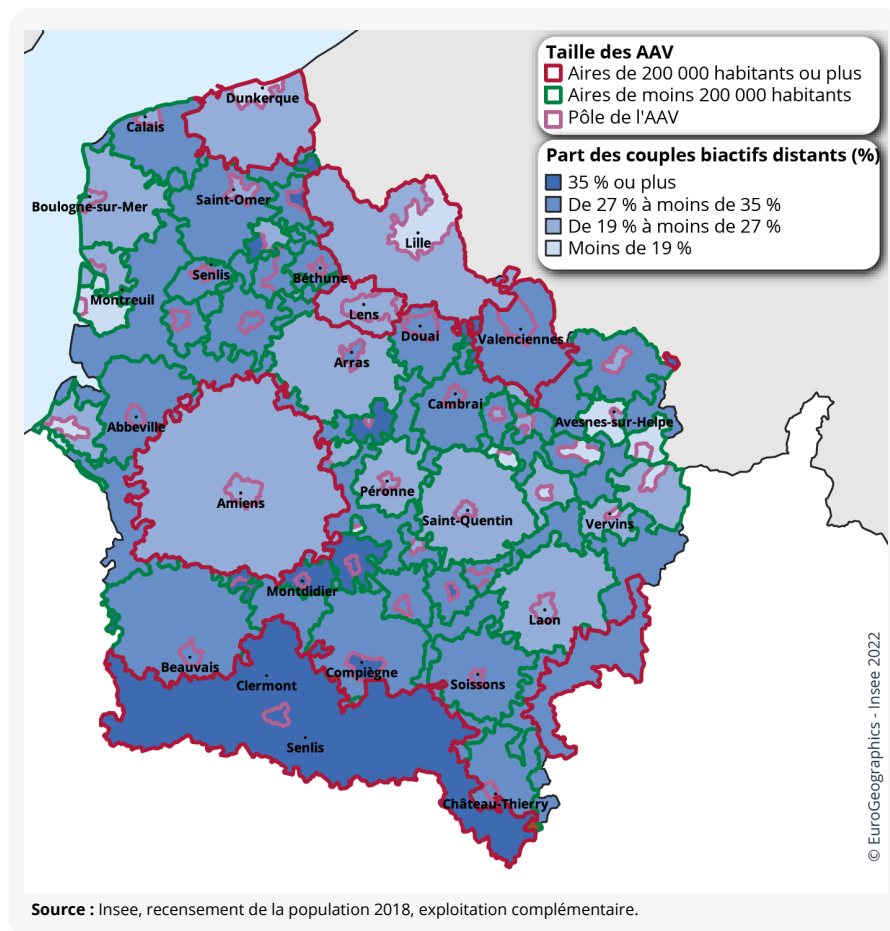 Taille des AAV
Aires de 200 000 habitants ou plus
Aires de moins 200 000 habitants
Pôle de l'AAV
Part des couples biactifs distants (%)
35 % ou plus
De 27 % à moins de 35 %
De 19 % à moins de 27 %
Moins de 19 %
Dunkerque
Calais
Saint-Omer
Boulogne-sur-Mer
Lille
Senlis
Béthune
Montreuil
Lens
Douai
Valenciennes
Arras
Cambrai
Avesnes-sur-Helpe
Abbeville
Péronne
Amiens
Saint-Quentin
Vervins
Montdidier
Laon
Beauvais
Compiègne
Clermont
Soissons
Senlis
Château-Thierry
© EuroGeographics - Insee 2022
Source : Insee, recensement de la population 2018, exploitation complémentaire.